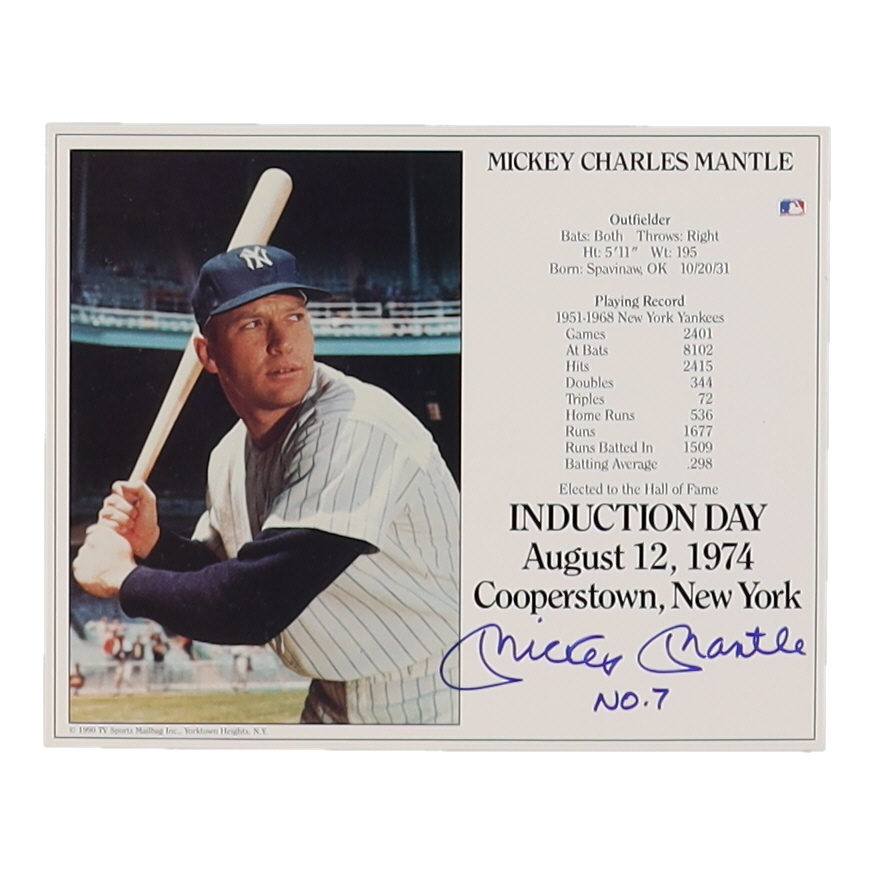 MICKEY CHARLES MANTLE
Outfielder
Bats: Both Throws: Right
Ht: 5'11" Wt: 195
Born: Spavinaw, OK 10/20/31
Playing Record
1951-1968 New York Yankees
Games 2401
At Bats 8102
Hits 2415
Doubles 344
Triples 72
Home Runs 536
Runs 1677
Runs Batted In 1509
Batting Average .298
Elected to the Hall of Fame
INDUCTION DAY
August 12, 1974
Cooperstown, New York
Mickey Mantle
No. 7
NY
© 1990 TV Sports Mailbag Inc., Yorktown Heights, N.Y.